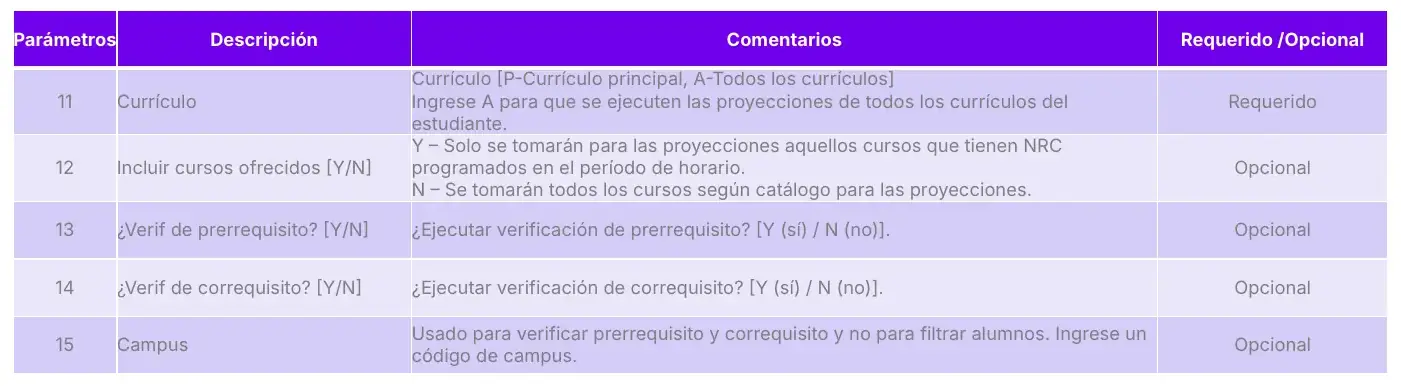 Parámetros Descripción Comentarios Requerido /Opcional
11 Currículo Currículo [P-Currículo principal, A-Todos los currículos]
Ingrese A para que se ejecuten las proyecciones de todos los currículos del
estudiante. Requerido
12 Incluir cursos ofrecidos [Y/N] Y – Solo se tomarán para las proyecciones aquellos cursos que tienen NRC
programados en el período de horario.
N – Se tomarán todos los cursos según catálogo para las proyecciones. Opcional
13 ¿Verif de prerrequisito? [Y/N] ¿Ejecutar verificación de prerrequisito? [Y (sí) / N (no)]. Opcional
14 ¿Verif de correquisito? [Y/N] ¿Ejecutar verificación de correquisito? [Y (sí) / N (no)]. Opcional
15 Campus Usado para verificar prerrequisito y correquisito y no para filtrar alumnos. Ingrese un
código de campus. Opcional